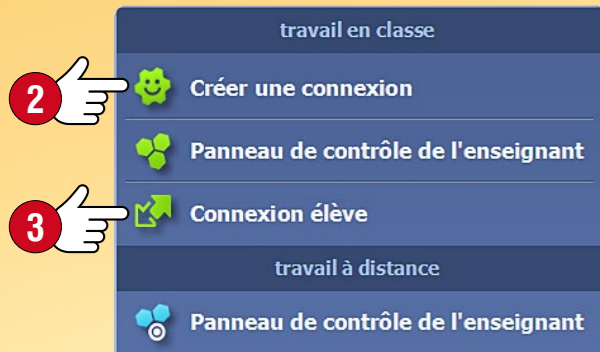 travail en classe
2
Créer une connexion
Panneau de contrôle de l'enseignant
3
Connexion élève
travail à distance
Panneau de contrôle de l'enseignant